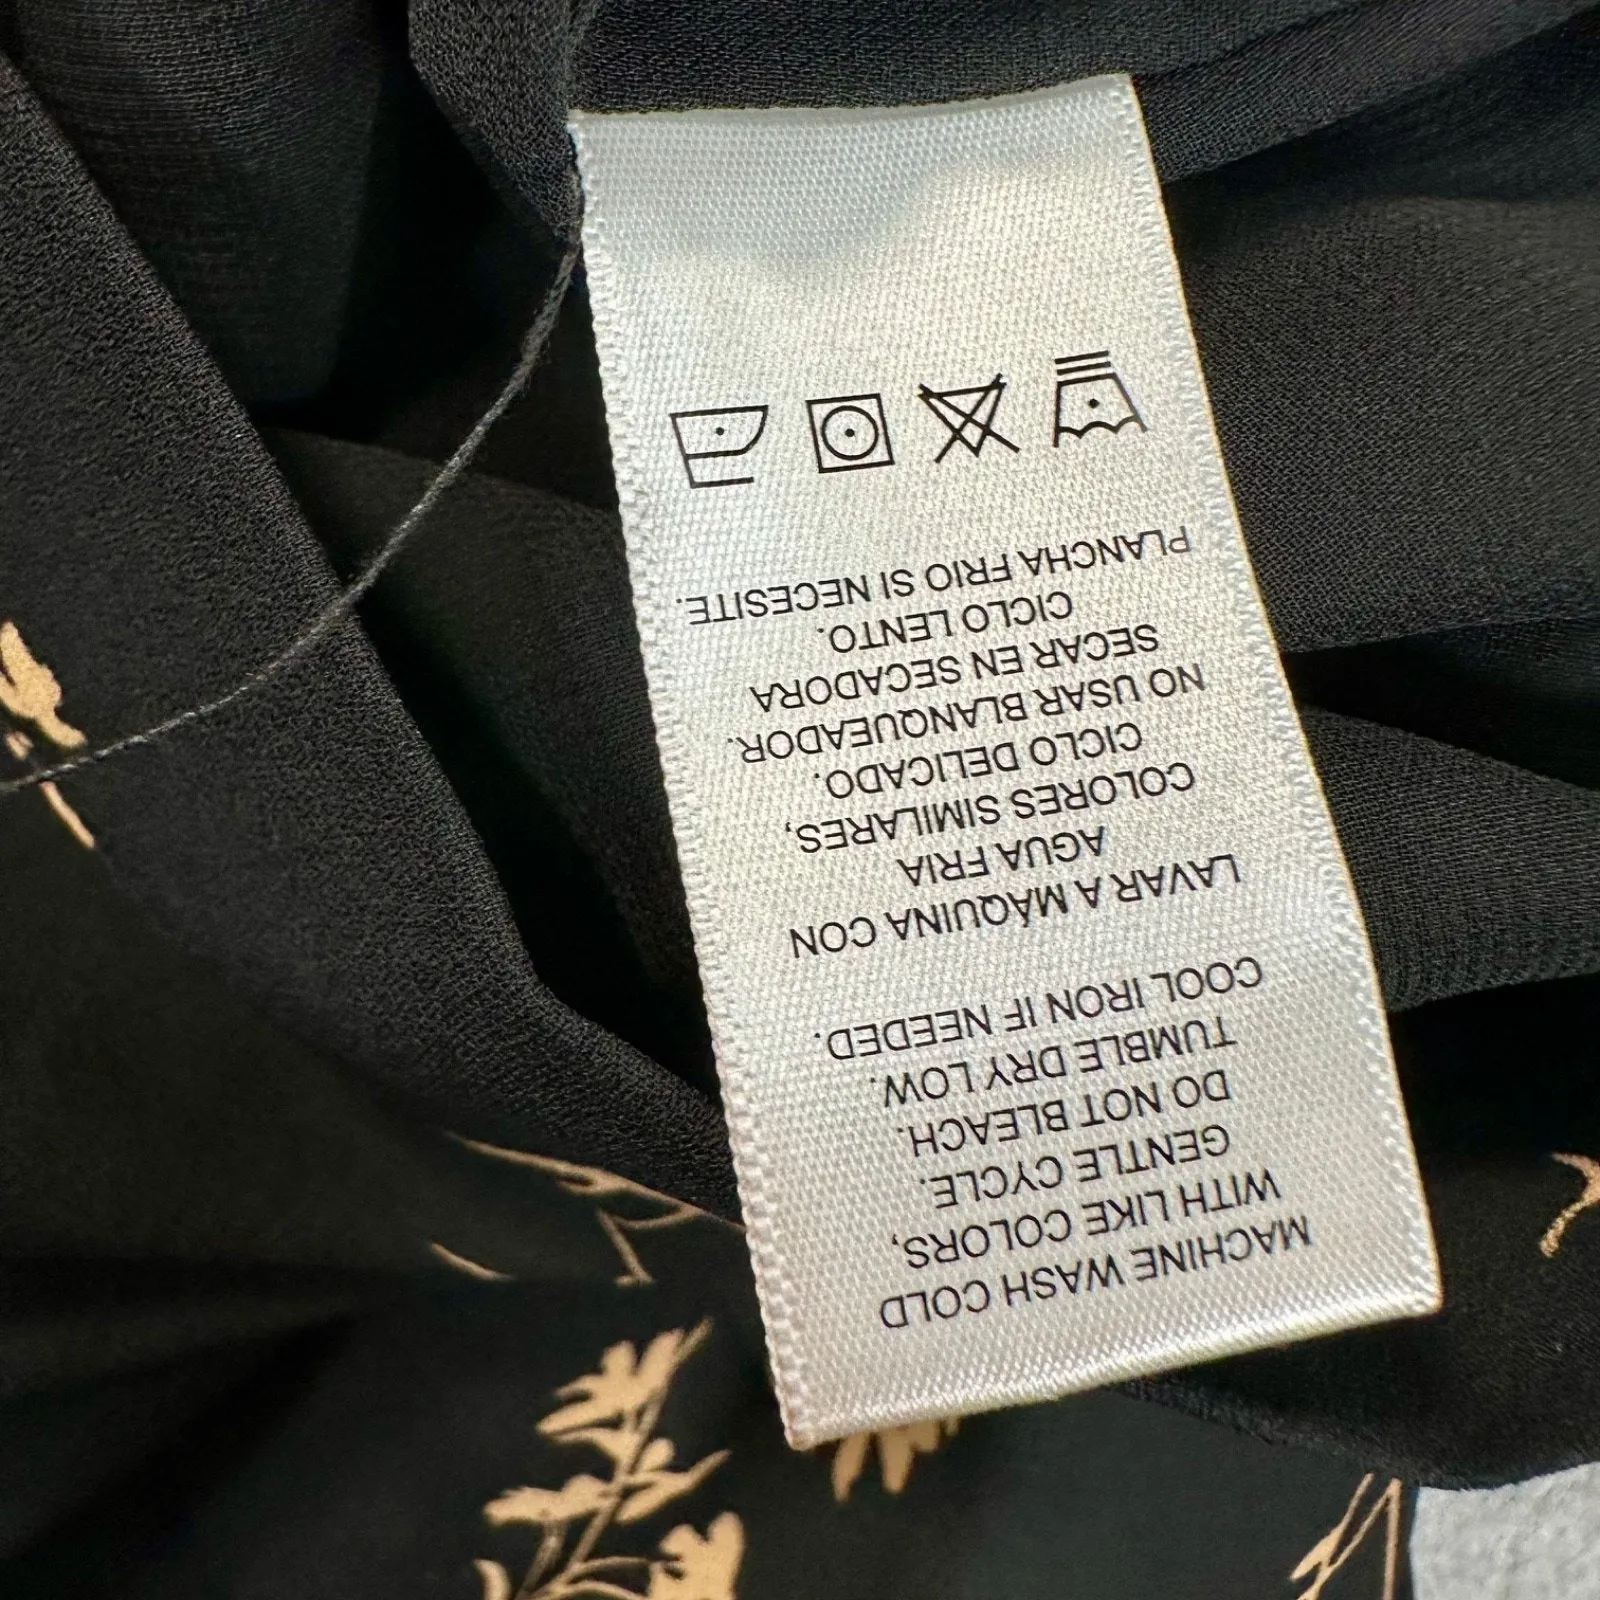 MACHINE WASH COLD
WITH LIKE COLORS,
GENTLE CYCLE.
DO NOT BLEACH.
TUMBLE DRY LOW.
COOL IRON IF NEEDED.
LAVAR A MÁQUINA CON
AGUA FRIA
COLORES SIMILARES,
CICLO DELICADO.
NO USAR BLANQUEADOR.
SECAR EN SECADORA
CICLO LENTO.
PLANCHA FRIO SI NECESITE.